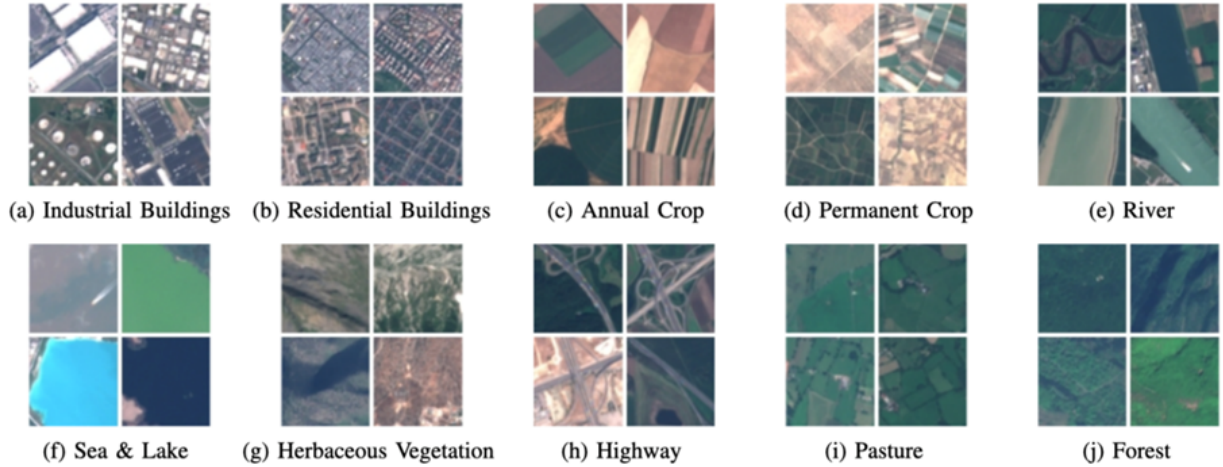 (a) Industrial Buildings
(b) Residential Buildings
(c) Annual Crop
(d) Permanent Crop
(e) River
(f) Sea & Lake
(g) Herbaceous Vegetation
(h) Highway
(i) Pasture
(j) Forest